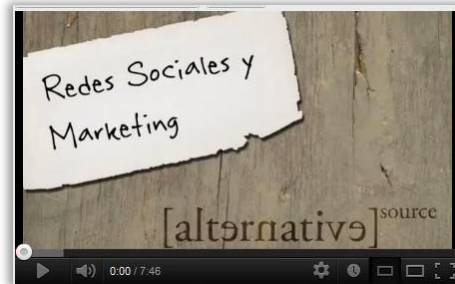 Redes Sociales y
Marketing
[alternative]source
0:00 / 7:46